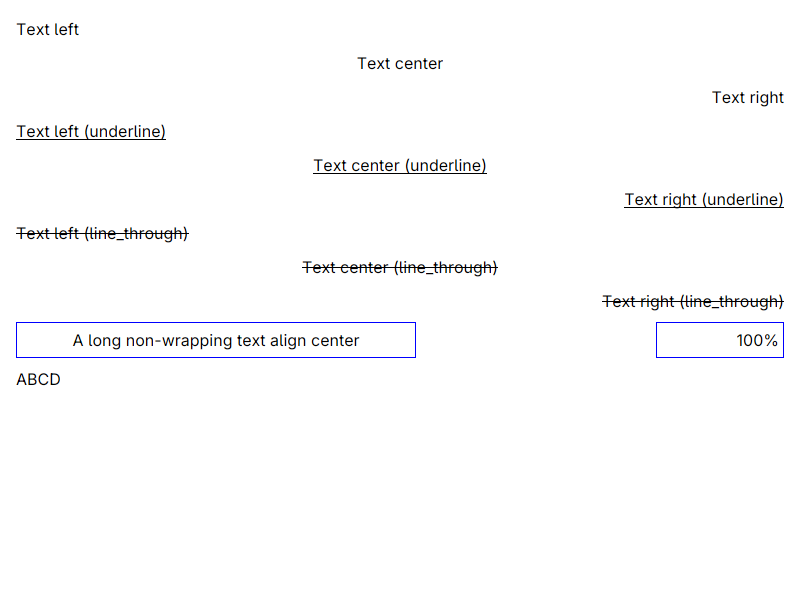 Text left
Text center
Text right
Text left (underline)
Text center (underline)
Text right (underline)
Text left (line_through)
Text center (line_through)
Text right (line_through)
A long non-wrapping text align center 100%
ABCD